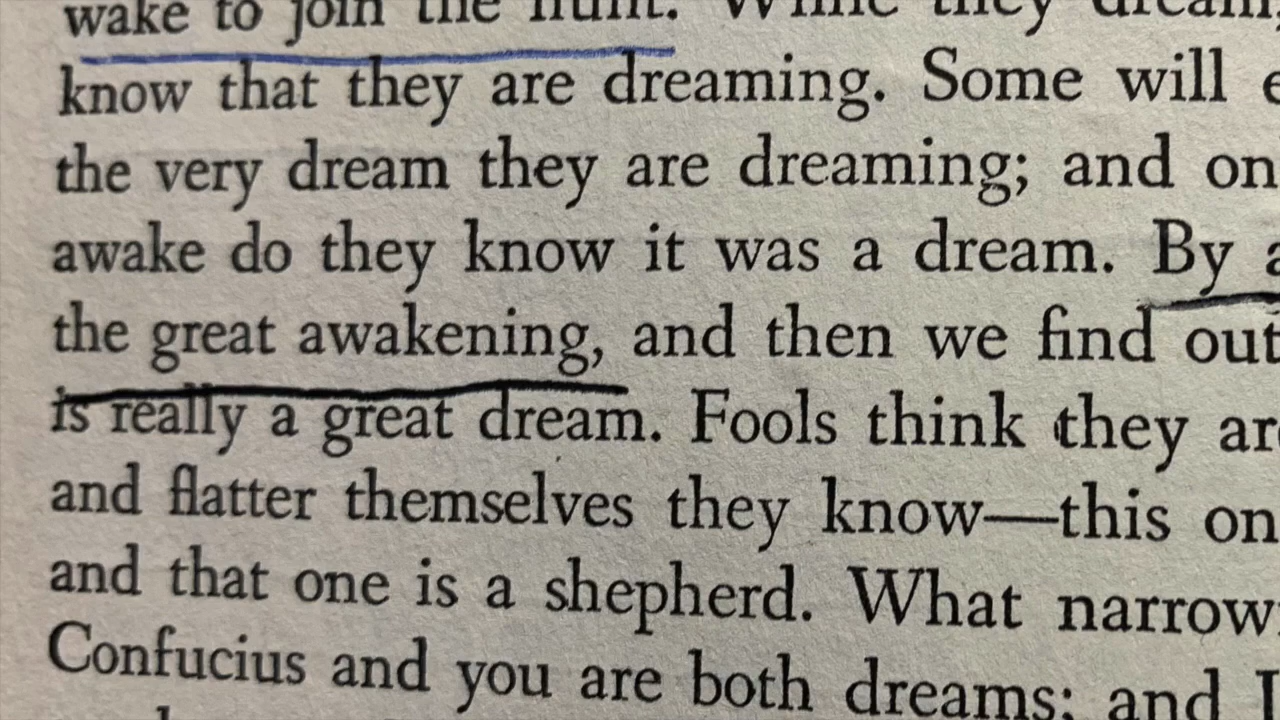 wake to join the hunt. While they dream,
know that they are dreaming. Some will
the very dream they are dreaming; and on
awake do they know it was a dream. By a
the great awakening, and then we find out
is really a great dream. Fools think they ar
and flatter themselves they know—this on
and that one is a shepherd. What narrow
Confucius and you are both dreams; and I